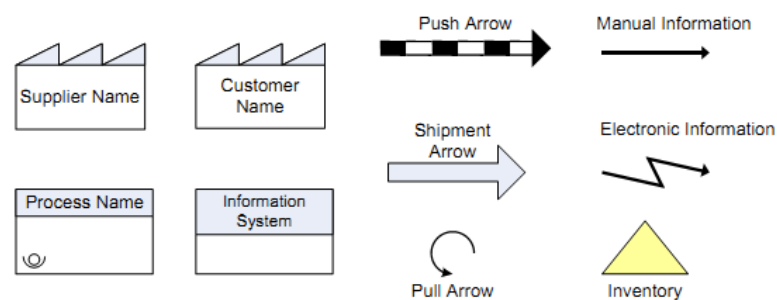 Push Arrow
Manual Information
Supplier Name
Customer
Name
Shipment
Arrow
Electronic Information
Process Name
Information
System
Pull Arrow
Inventory